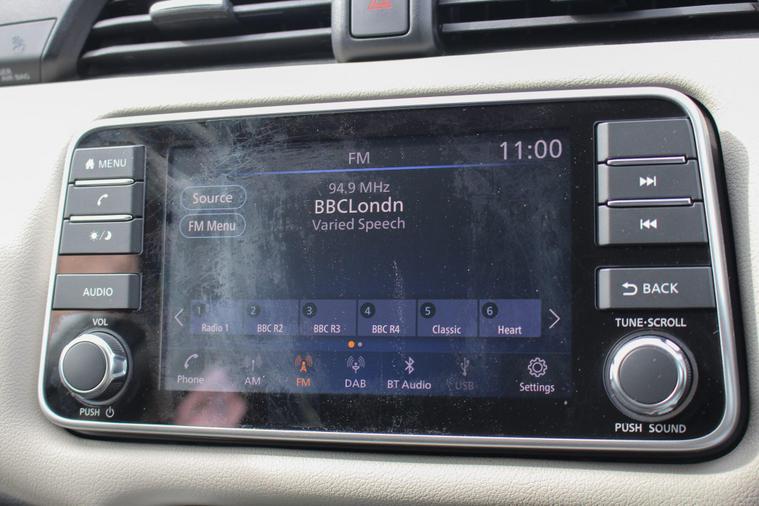 AIR BAG
MENU
AUDIO
VOL
PUSH
FM
11:00
94.9 MHz
BBCLondn
Varied Speech
Source
FM Menu
1 2 3 4 5 6
Radio 1 BBC R2 BBC R3 BBC R4 Classic Heart
Phone AM FM DAB BT Audio USB Settings
BACK
TUNE·SCROLL
PUSH SOUND